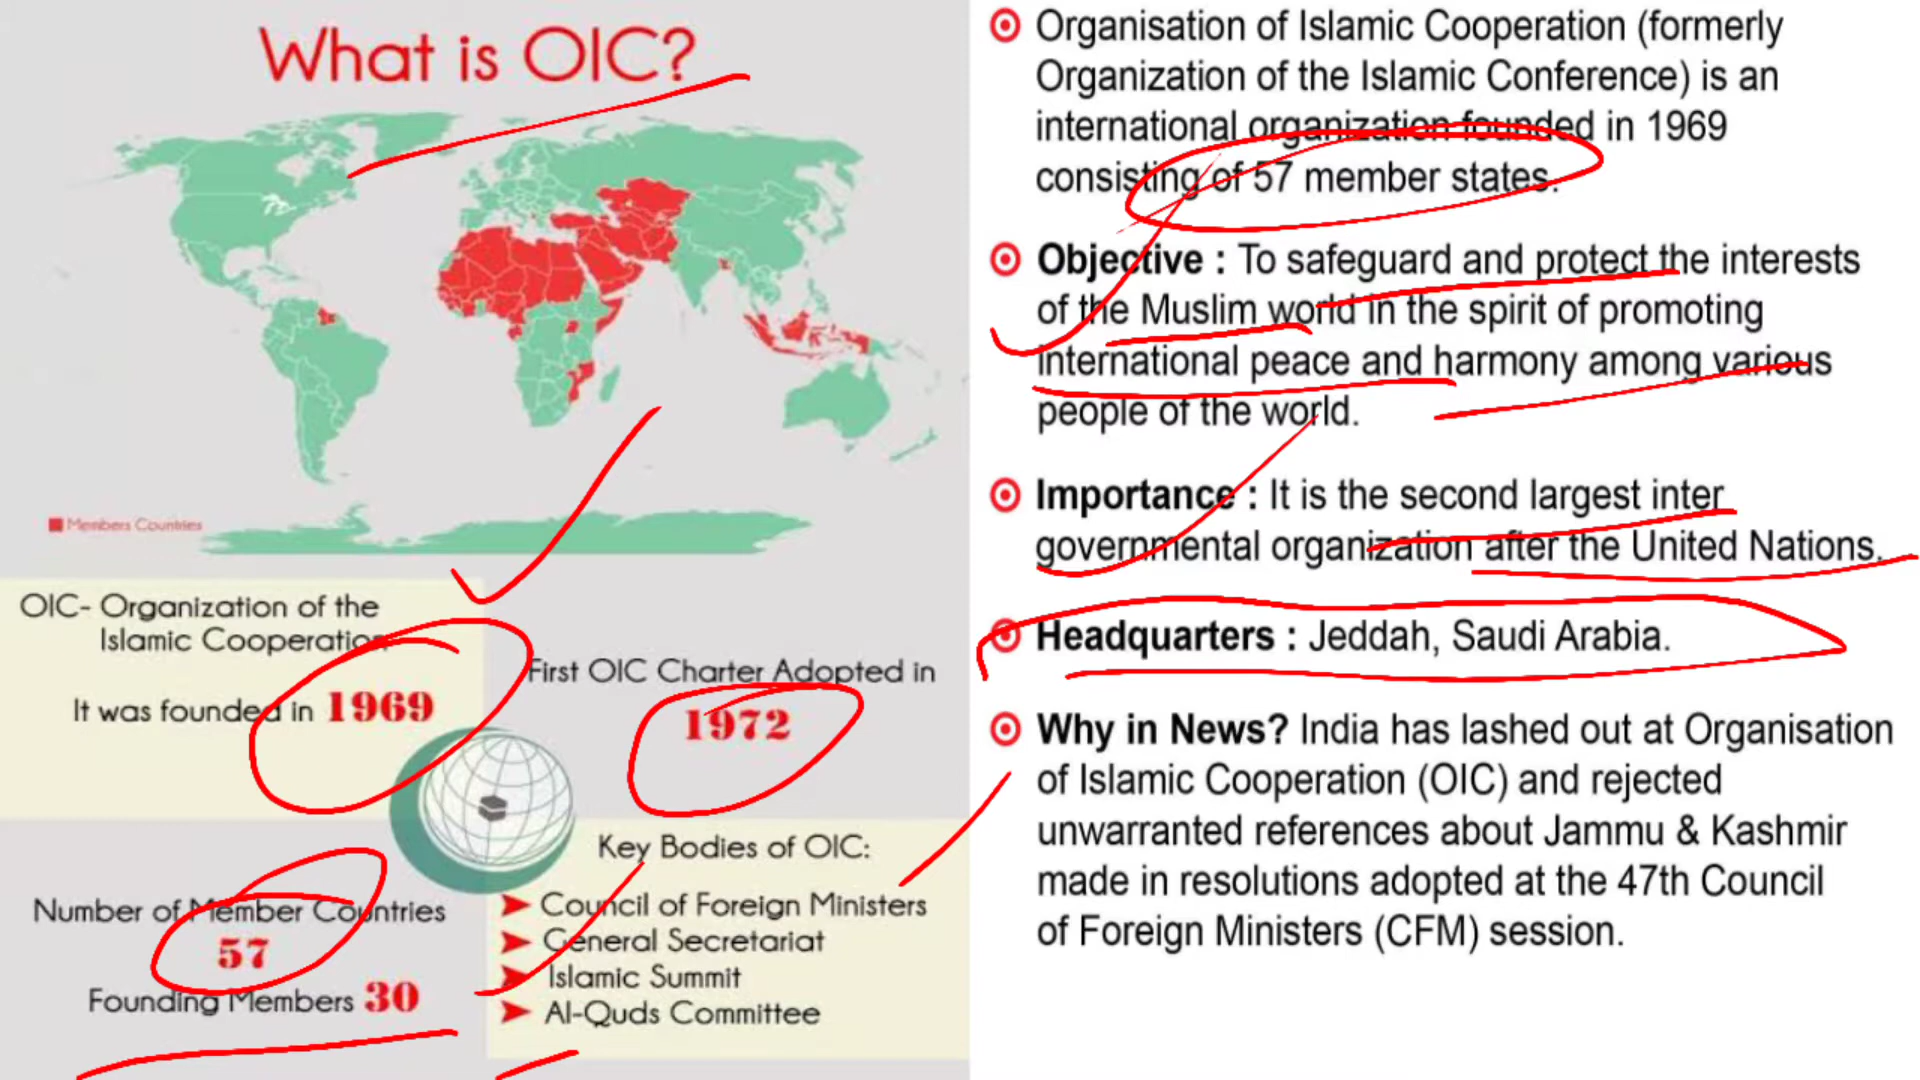 What is OIC?
Members Countries
OIC- Organization of the
Islamic Cooperation
It was founded in 1969
First OIC Charter Adopted in
1972
Number of Member Countries
57
Founding Members 30
Key Bodies of OIC:
Council of Foreign Ministers
General Secretariat
Islamic Summit
Al-Quds Committee
Organisation of Islamic Cooperation (formerly
Organization of the Islamic Conference) is an
international organization founded in 1969
consisting of 57 member states.
Objective : To safeguard and protect the interests
of the Muslim world in the spirit of promoting
international peace and harmony among various
people of the world.
Importance : It is the second largest inter
governmental organization after the United Nations.
Headquarters : Jeddah, Saudi Arabia.
Why in News? India has lashed out at Organisation
of Islamic Cooperation (OIC) and rejected
unwarranted references about Jammu & Kashmir
made in resolutions adopted at the 47th Council
of Foreign Ministers (CFM) session.